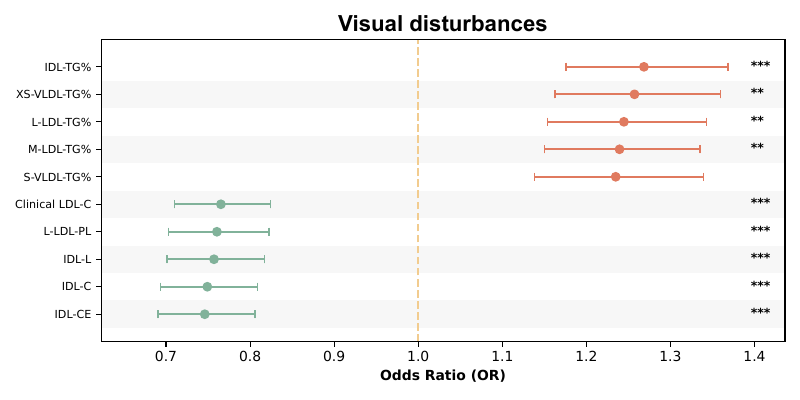 Visual disturbances
IDL-TG% ***
XS-VLDL-TG% **
L-LDL-TG% **
M-LDL-TG% **
S-VLDL-TG%
Clinical LDL-C ***
L-LDL-PL ***
IDL-L ***
IDL-C ***
IDL-CE ***
0.7 0.8 0.9 1.0 1.1 1.2 1.3 1.4
Odds Ratio (OR)